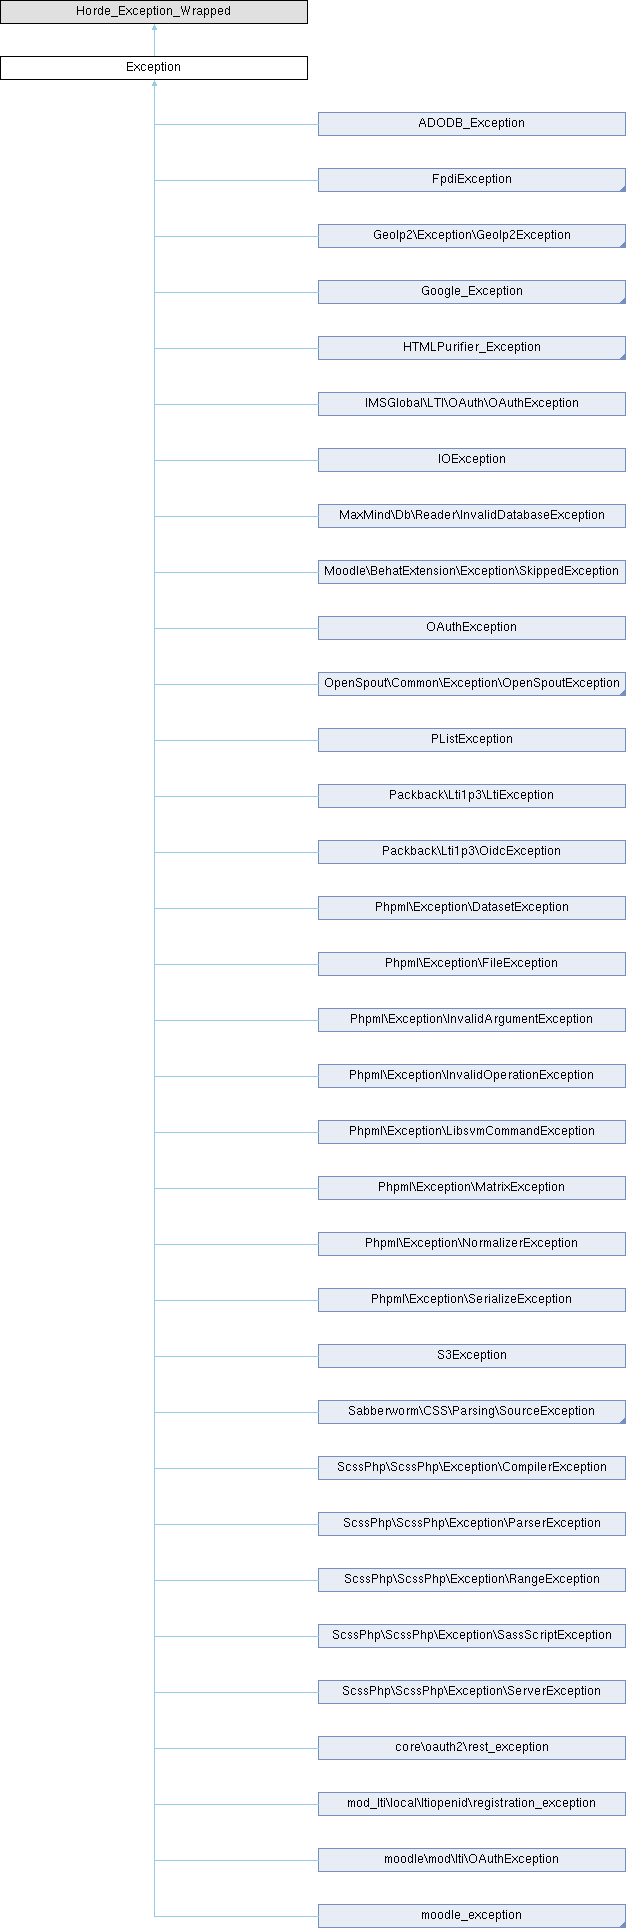 Horde_Exception_Wrapped
Exception
ADODB_Exception
FpdiException
GeoIp2\Exception\GeoIp2Exception
Google_Exception
HTMLPurifier_Exception
IMSGlobal\LTI\OAuth\OAuthException
IOException
MaxMind\Db\Reader\InvalidDatabaseException
Moodle\BehatExtension\Exception\SkippedException
OAuthException
OpenSpout\Common\Exception\OpenSpoutException
PListException
Packback\Lti1p3\LtiException
Packback\Lti1p3\OidcException
Phpml\Exception\DatasetException
Phpml\Exception\FileException
Phpml\Exception\InvalidArgumentException
Phpml\Exception\InvalidOperationException
Phpml\Exception\LibsvmCommandException
Phpml\Exception\MatrixException
Phpml\Exception\NormalizerException
Phpml\Exception\SerializeException
S3Exception
Sabberworm\CSS\Parsing\SourceException
ScssPhp\ScssPhp\Exception\CompilerException
ScssPhp\ScssPhp\Exception\ParserException
ScssPhp\ScssPhp\Exception\RangeException
ScssPhp\ScssPhp\Exception\SassScriptException
ScssPhp\ScssPhp\Exception\ServerException
core\oauth2\rest_exception
mod_lti\local\ltiopenid\registration_exception
moodle\mod\lti\OAuthException
moodle_exception